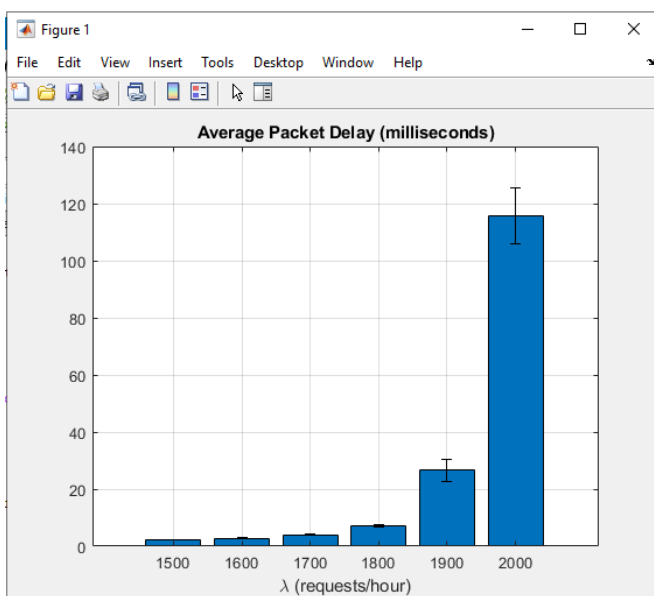 Figure 1
File Edit View Insert Tools Desktop Window Help
Average Packet Delay (milliseconds)
140
120
100
80
60
40
20
0
1500 1600 1700 1800 1900 2000
λ (requests/hour)